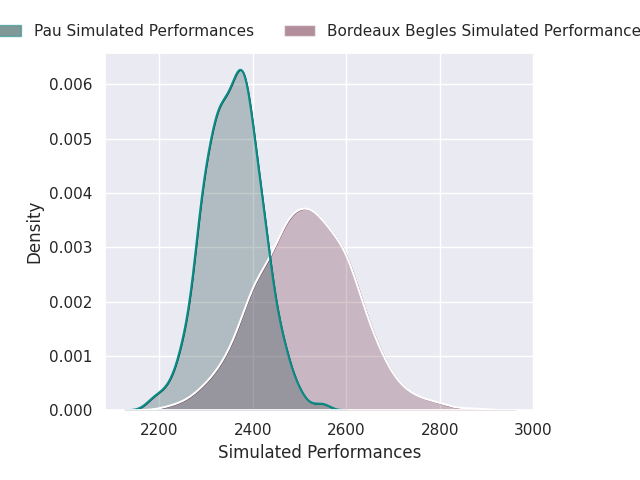 Pau Simulated Performances
Bordeaux Begles Simulated Performance
0.006
0.005
0.004
0.003
0.002
0.001
0.000
Density
2200 2400 2600 2800 3000
Simulated Performances